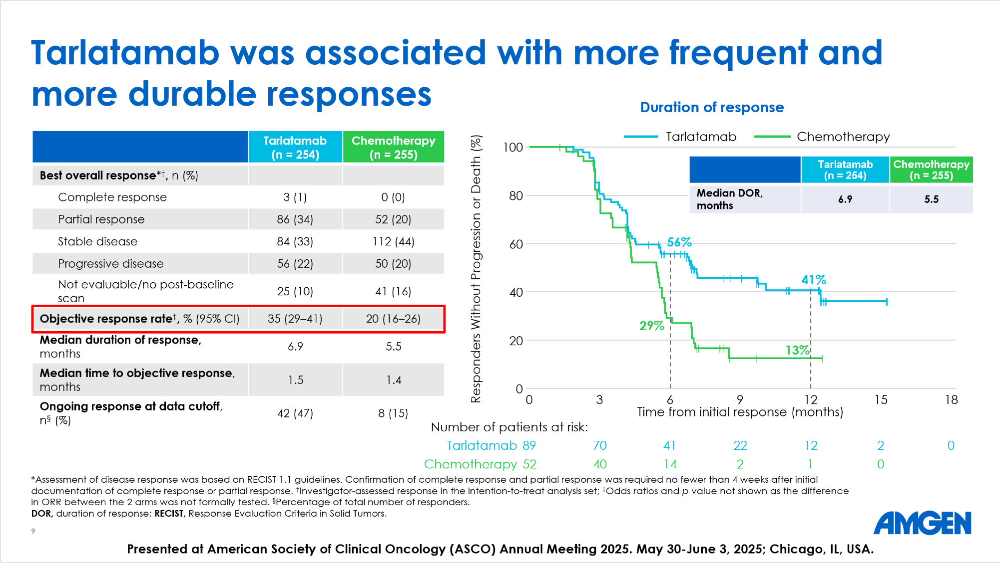 Tarlatamab was associated with more frequent and
more durable responses
Tarlatamab
(n = 254)
Chemotherapy
(n = 255)
Best overall response*†, n (%)
Complete response 3 (1) 0 (0)
Partial response 86 (34) 52 (20)
Stable disease 84 (33) 112 (44)
Progressive disease 56 (22) 50 (20)
Not evaluable/no post-baseline
scan 25 (10) 41 (16)
Objective response rate‡, % (95% CI) 35 (29–41) 20 (16–26)
Median duration of response,
months 6.9 5.5
Median time to objective response,
months 1.5 1.4
Ongoing response at data cutoff,
n§ (%) 42 (47) 8 (15)
Duration of response
Tarlatamab Chemotherapy
Responders Without Progression or Death (%)
100
80
60
40
20
0
Tarlatamab
(n = 254)
Chemotherapy
(n = 255)
Median DOR,
months 6.9 5.5
56%
41%
29%
13%
0 3 6 9 12 15 18
Time from initial response (months)
Number of patients at risk:
Tarlatamab 89 70 41 22 12 2 0
Chemotherapy 52 40 14 2 1 0
*Assessment of disease response was based on RECIST 1.1 guidelines. Confirmation of complete response and partial response was required no fewer than 4 weeks after initial
documentation of complete response or partial response. †Investigator-assessed response in the intention-to-treat analysis set; ‡Odds ratios and p value not shown as the difference
in ORR between the 2 arms was not formally tested. §Percentage of total number of responders.
DOR, duration of response; RECIST, Response Evaluation Criteria in Solid Tumors.
9
AMGEN
Presented at American Society of Clinical Oncology (ASCO) Annual Meeting 2025. May 30-June 3, 2025; Chicago, IL, USA.